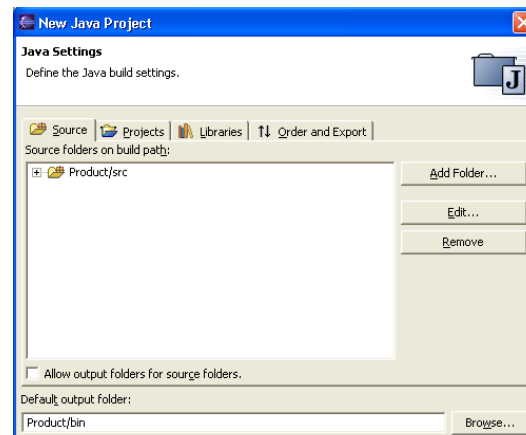 New Java Project
Java Settings
Define the Java build settings.
J
Source Projects Libraries Order and Export
Source folders on build path:
Product/src
Add Folder...
Edit...
Remove
Allow output folders for source folders.
Default output folder:
Product/bin
Browse...